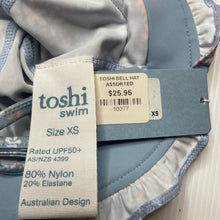 toshi
swim
Size XS
Rated UPF50+
AS/NZS 4399
80% Nylon
20% Elastane
Australian Design
TOSHI BELL HAT
ASSORTED
$25.95
10377
XS